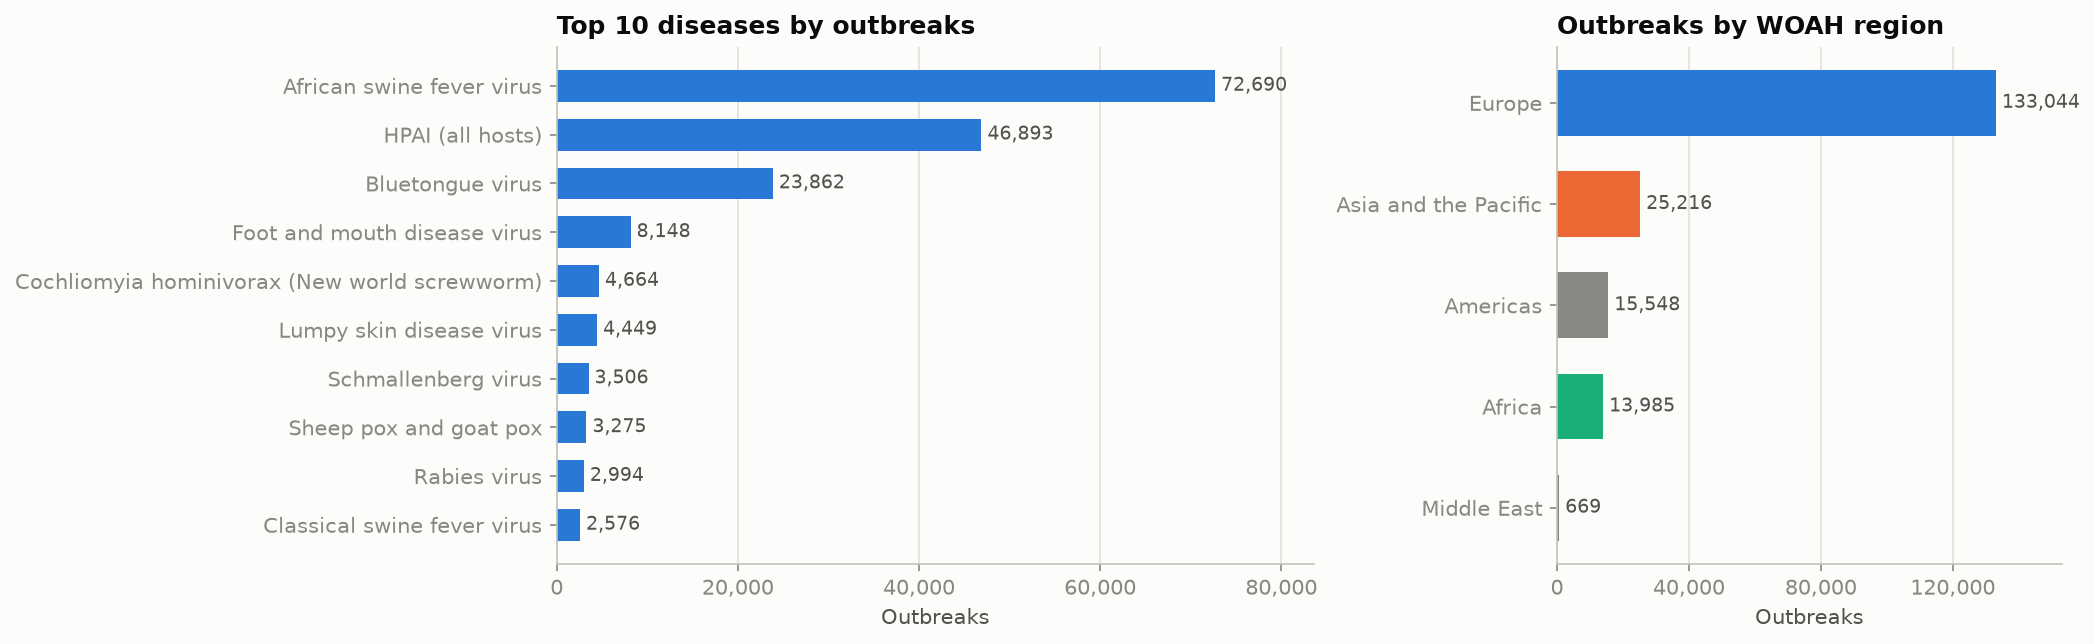 Top 10 diseases by outbreaks
African swine fever virus 72,690
HPAI (all hosts) 46,893
Bluetongue virus 23,862
Foot and mouth disease virus 8,148
Cochliomyia hominivorax (New world screwworm) 4,664
Lumpy skin disease virus 4,449
Schmallenberg virus 3,506
Sheep pox and goat pox 3,275
Rabies virus 2,994
Classical swine fever virus 2,576
0 20,000 40,000 60,000 80,000
Outbreaks
Outbreaks by WOAH region
Europe 133,044
Asia and the Pacific 25,216
Americas 15,548
Africa 13,985
Middle East 669
0 40,000 80,000 120,000
Outbreaks